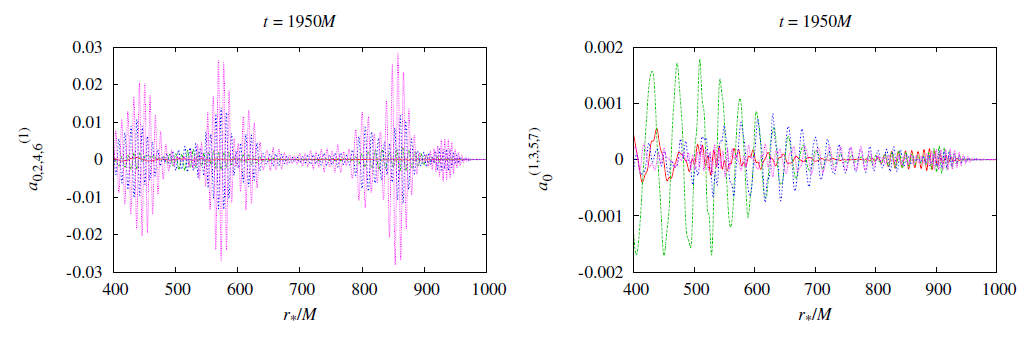 t = 1950M
0.03
0.02
0.01
0
-0.01
-0.02
-0.03
400 500 600 700 800 900 1000
r*/M
a0,2,4,6^(1)
t = 1950M
0.002
0.001
0
-0.001
-0.002
400 500 600 700 800 900 1000
r*/M
a0^(1,3,5,7)